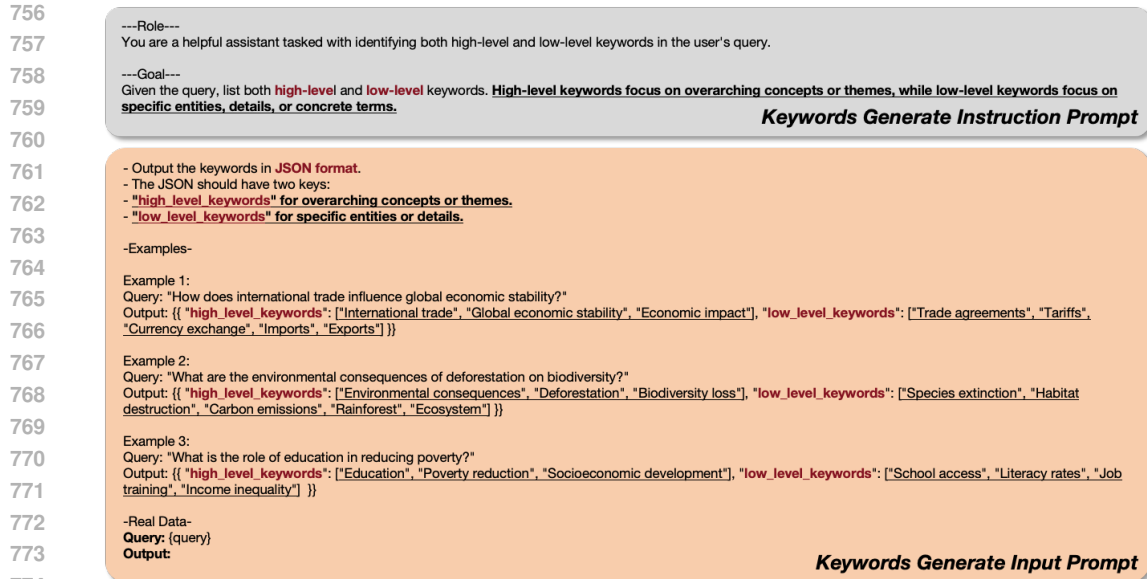 756
757
758
759
760
761
762
763
764
765
766
767
768
769
770
771
772
773
---Role---
You are a helpful assistant tasked with identifying both high-level and low-level keywords in the user's query.
---Goal---
Given the query, list both high-level and low-level keywords. High-level keywords focus on overarching concepts or themes, while low-level keywords focus on
specific entities, details, or concrete terms.
Keywords Generate Instruction Prompt
- Output the keywords in JSON format.
- The JSON should have two keys:
- "high_level_keywords" for overarching concepts or themes.
- "low_level_keywords" for specific entities or details.
-Examples-
Example 1:
Query: "How does international trade influence global economic stability?"
Output: {{ "high_level_keywords": ["International trade", "Global economic stability", "Economic impact"], "low_level_keywords": ["Trade agreements", "Tariffs",
"Currency exchange", "Imports", "Exports"] }}
Example 2:
Query: "What are the environmental consequences of deforestation on biodiversity?"
Output: {{ "high_level_keywords": ["Environmental consequences", "Deforestation", "Biodiversity loss"], "low_level_keywords": ["Species extinction", "Habitat
destruction", "Carbon emissions", "Rainforest", "Ecosystem"] }}
Example 3:
Query: "What is the role of education in reducing poverty?"
Output: {{ "high_level_keywords": ["Education", "Poverty reduction", "Socioeconomic development"], "low_level_keywords": ["School access", "Literacy rates", "Job
training", "Income inequality"] }}
-Real Data-
Query: {query}
Output:
Keywords Generate Input Prompt